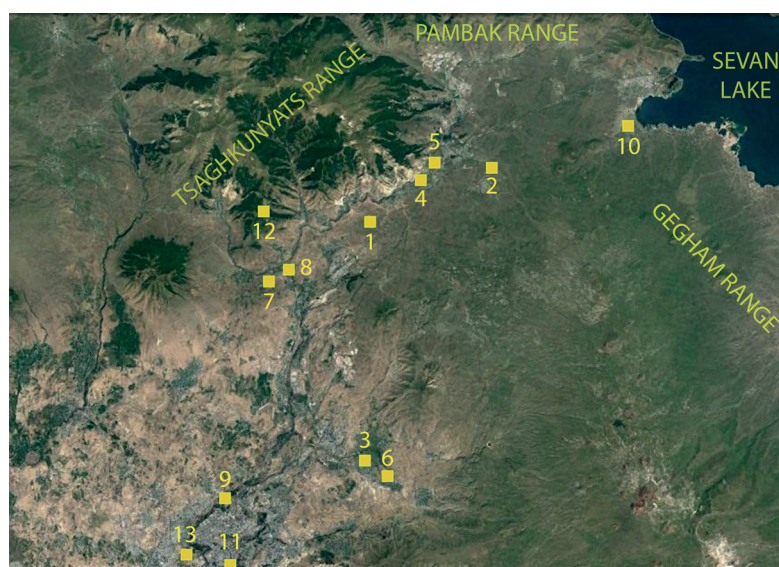 PAMBAK RANGE
SEVAN
LAKE
TSAGHKUNYATS RANGE
5
10
4
2
GEGHAM RANGE
12
1
8
7
3
6
9
13
11